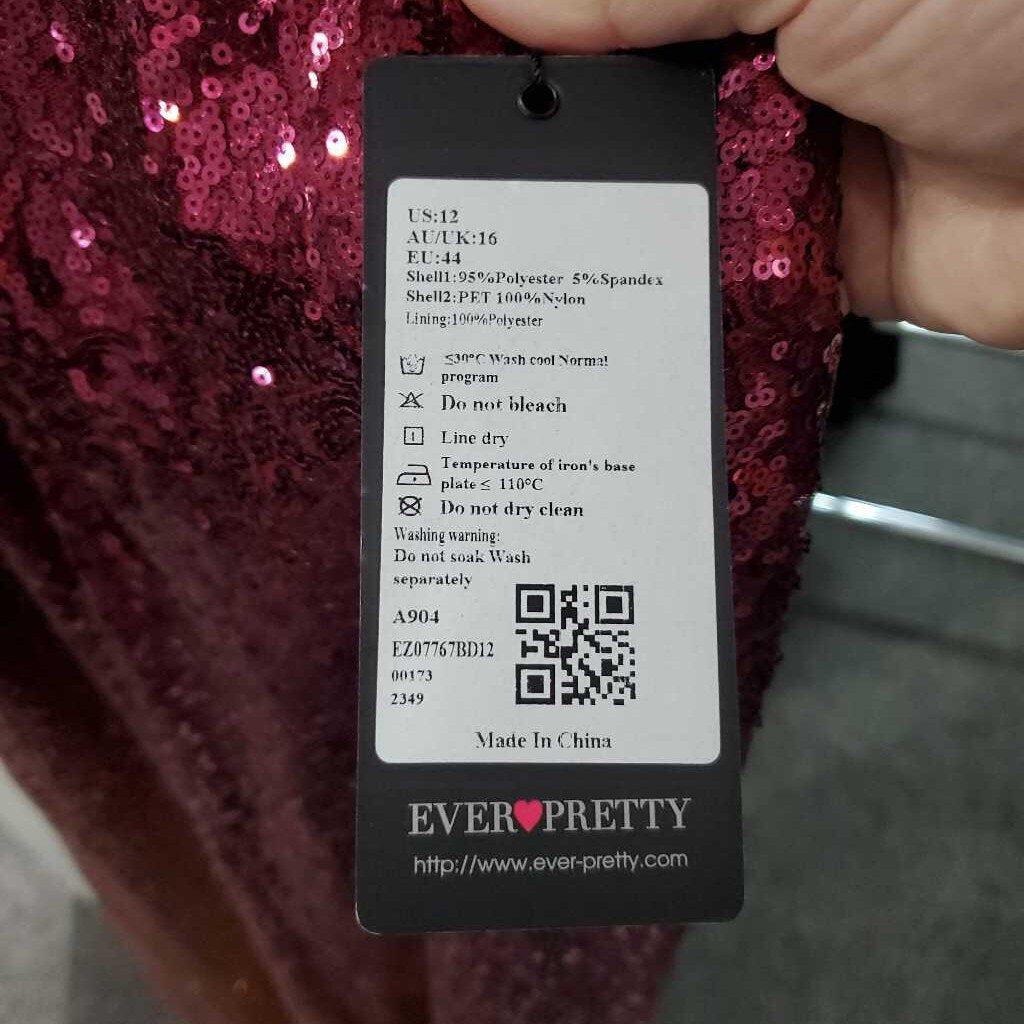 US:12
AU/UK:16
EU:44
Shell1:95%Polyester 5%Spandex
Shell2:PET 100%Nylon
Lining:100%Polyester
≤30°C Wash cool Normal
program
Do not bleach
Line dry
Temperature of iron's base
plate ≤ 110°C
Do not dry clean
Washing warning:
Do not soak Wash
separately
A904
EZ07767BD12
00173
2349
Made In China
EVER♥PRETTY
http://www.ever-pretty.com